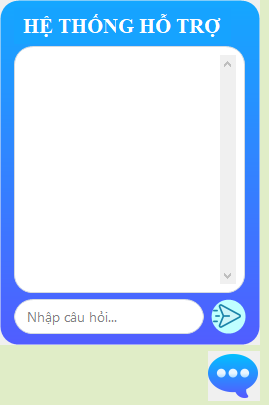 HỆ THỐNG HỖ TRỢ
Nhập câu hỏi...